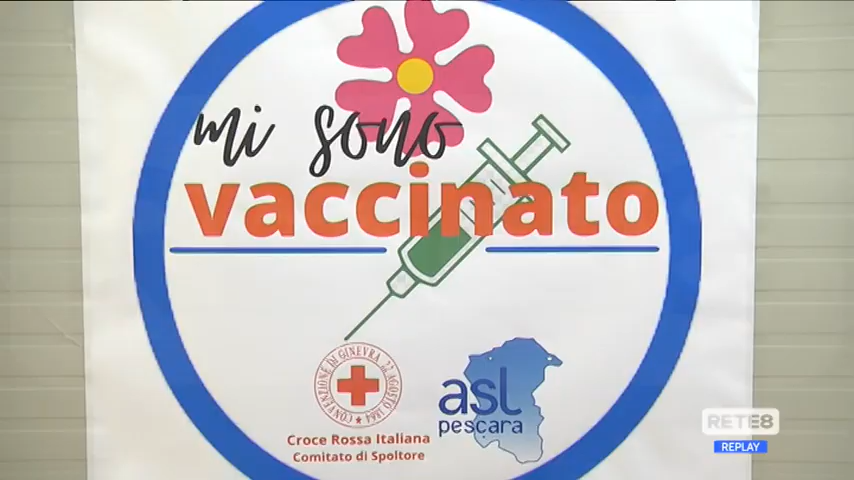 mi sono
vaccinato
CONVENZIONE DI GINEVRA 22 AGOSTO 1864
Croce Rossa Italiana
Comitato di Spoltore
asl
pescara
RETE8
REPLAY